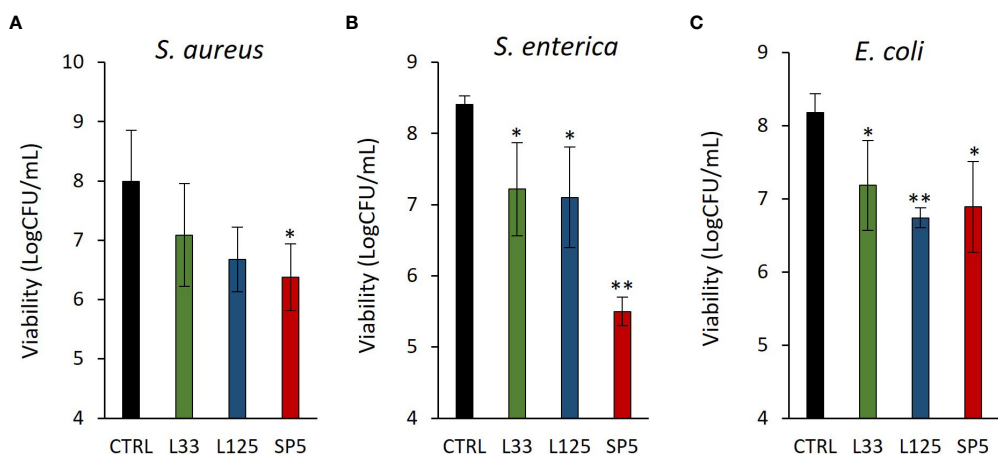 A
S. aureus
Viability (LogCFU/mL)
10
9
8
7
6
5
4
*
CTRL L33 L125 SP5
B
S. enterica
Viability (LogCFU/mL)
9
8
7
6
5
4
* * **
CTRL L33 L125 SP5
C
E. coli
Viability (LogCFU/mL)
9
8
7
6
5
4
* ** *
CTRL L33 L125 SP5